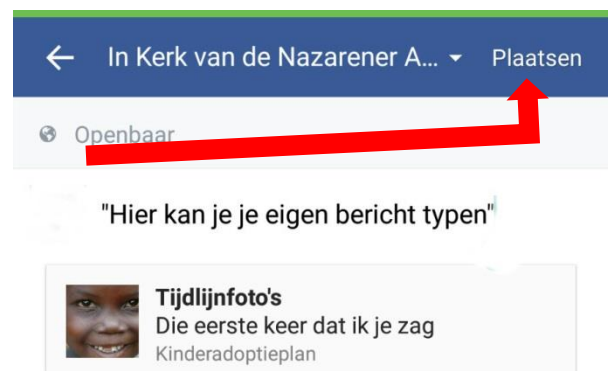 In Kerk van de Nazarener A... Plaatsen
Openbaar
"Hier kan je je eigen bericht typen"
Tijdlijnfoto's
Die eerste keer dat ik je zag
Kinderadoptieplan